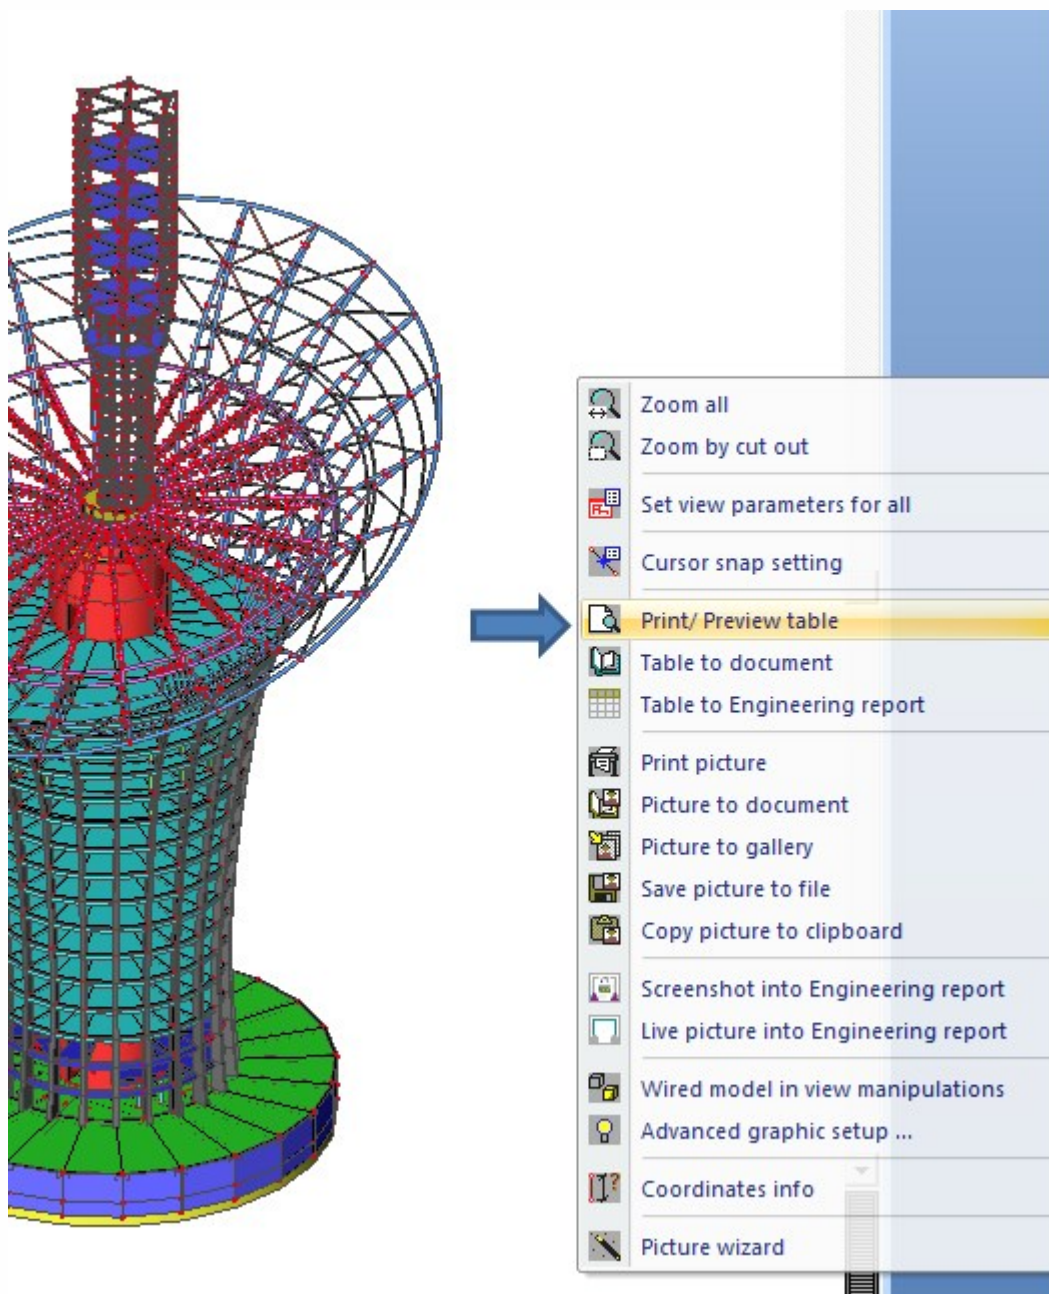 Zoom all
Zoom by cut out
Set view parameters for all
Cursor snap setting
Print/ Preview table
Table to document
Table to Engineering report
Print picture
Picture to document
Picture to gallery
Save picture to file
Copy picture to clipboard
Screenshot into Engineering report
Live picture into Engineering report
Wired model in view manipulations
Advanced graphic setup ...
Coordinates info
Picture wizard